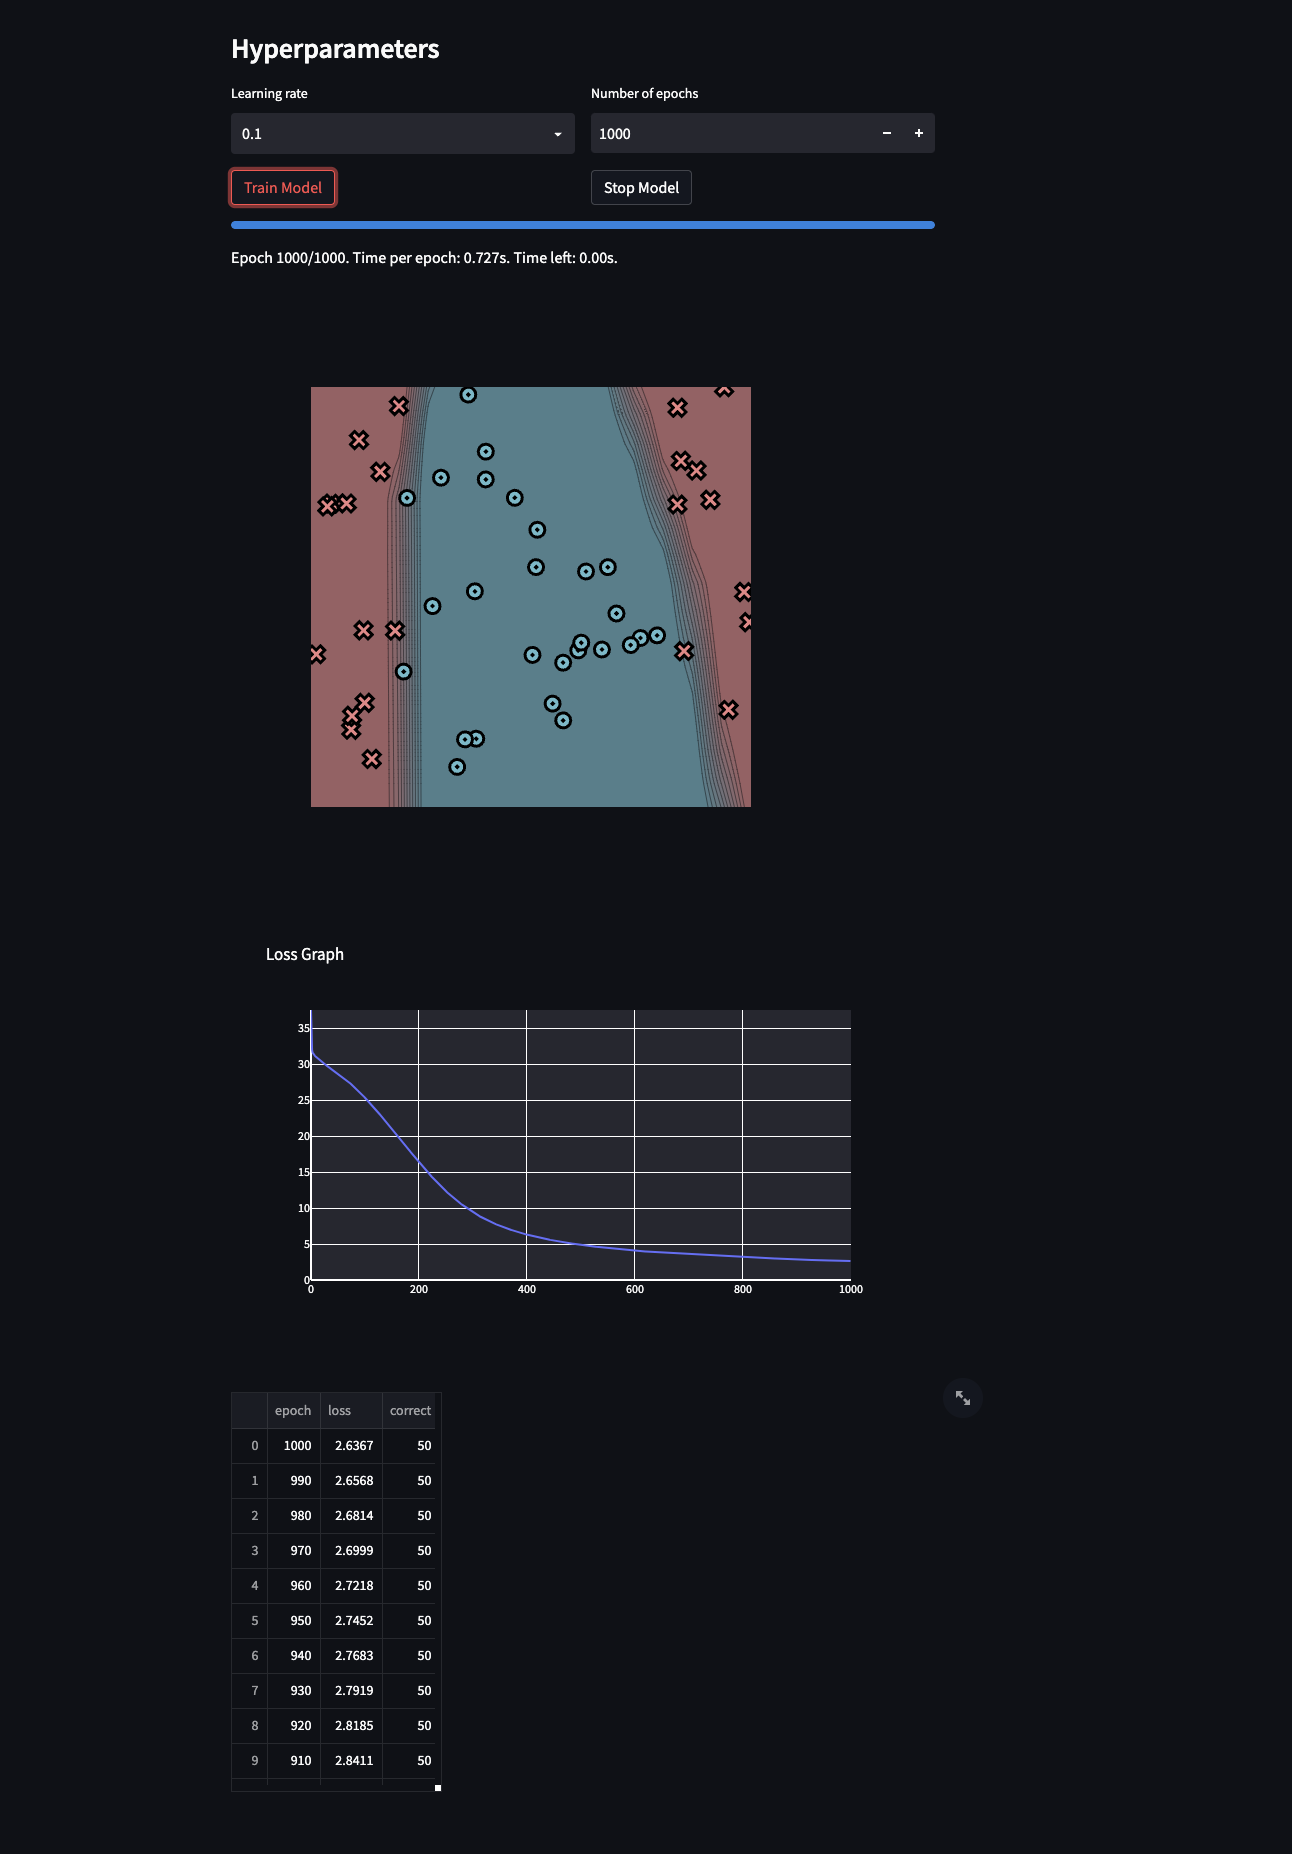 Hyperparameters
Learning rate Number of epochs
0.1 1000 − +
Train Model Stop Model
Epoch 1000/1000. Time per epoch: 0.727s. Time left: 0.00s.
Loss Graph
35
30
25
20
15
10
5
0
0 200 400 600 800 1000
epoch loss correct
0 1000 2.6367 50
1 990 2.6568 50
2 980 2.6814 50
3 970 2.6999 50
4 960 2.7218 50
5 950 2.7452 50
6 940 2.7683 50
7 930 2.7919 50
8 920 2.8185 50
9 910 2.8411 50